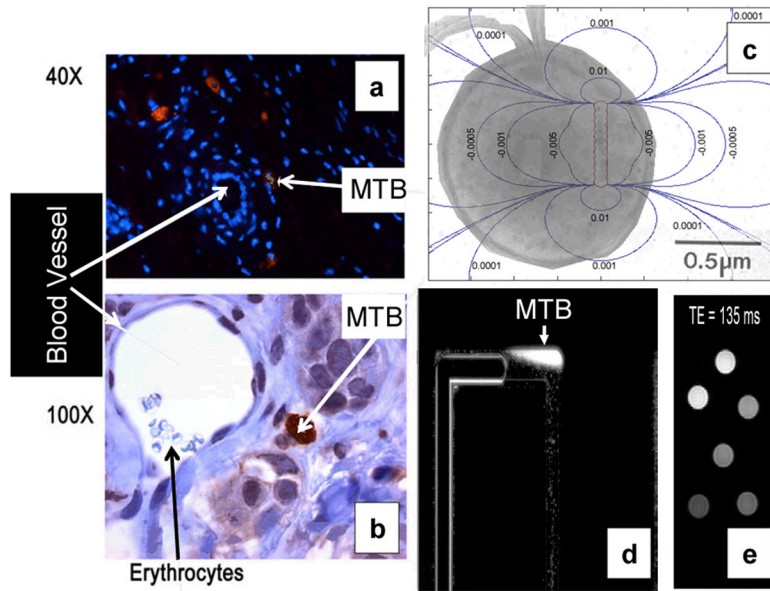 40X
Blood Vessel
100X
a
MTB
MTB
Erythrocytes
b
0.0001
0.001
0.0001
c
0.01
-0.0005
-0.001
-0.005
-0.005
-0.001
-0.0005
0.01
0.0001
0.001
0.0001
0.5µm
MTB
d
TE = 135 ms
e